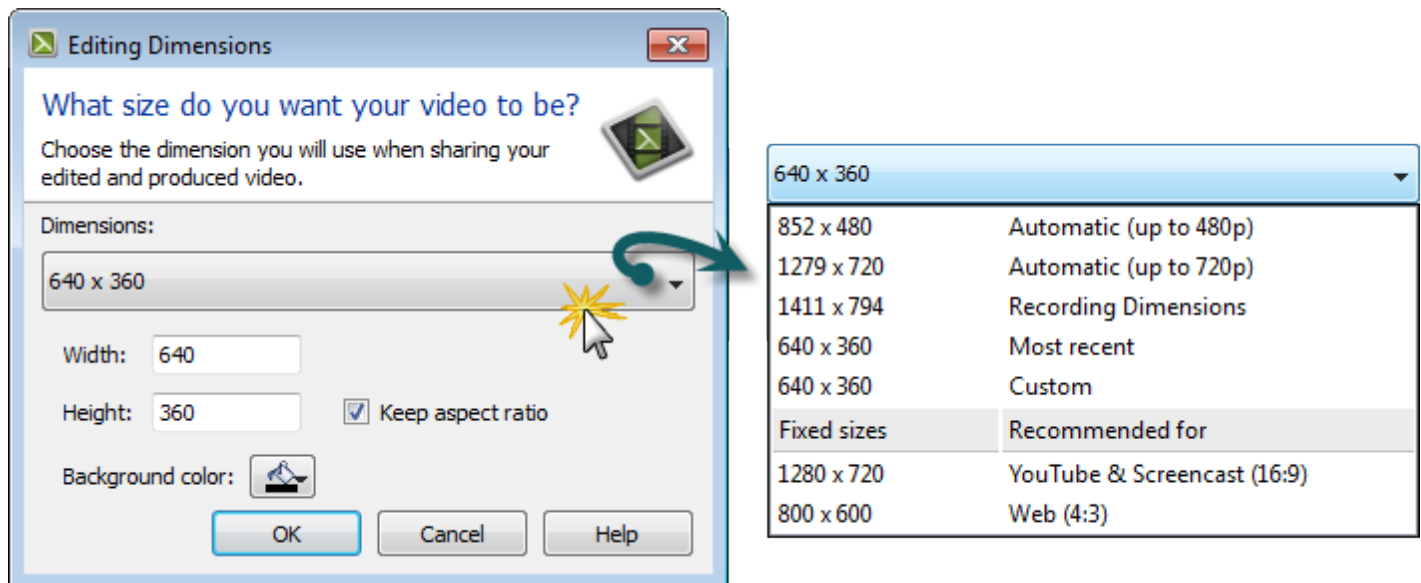 Editing Dimensions
What size do you want your video to be?
Choose the dimension you will use when sharing your
edited and produced video.
Dimensions:
640 x 360
Width: 640
Height: 360 Keep aspect ratio
Background color:
OK Cancel Help
640 x 360
852 x 480 Automatic (up to 480p)
1279 x 720 Automatic (up to 720p)
1411 x 794 Recording Dimensions
640 x 360 Most recent
640 x 360 Custom
Fixed sizes Recommended for
1280 x 720 YouTube & Screencast (16:9)
800 x 600 Web (4:3)